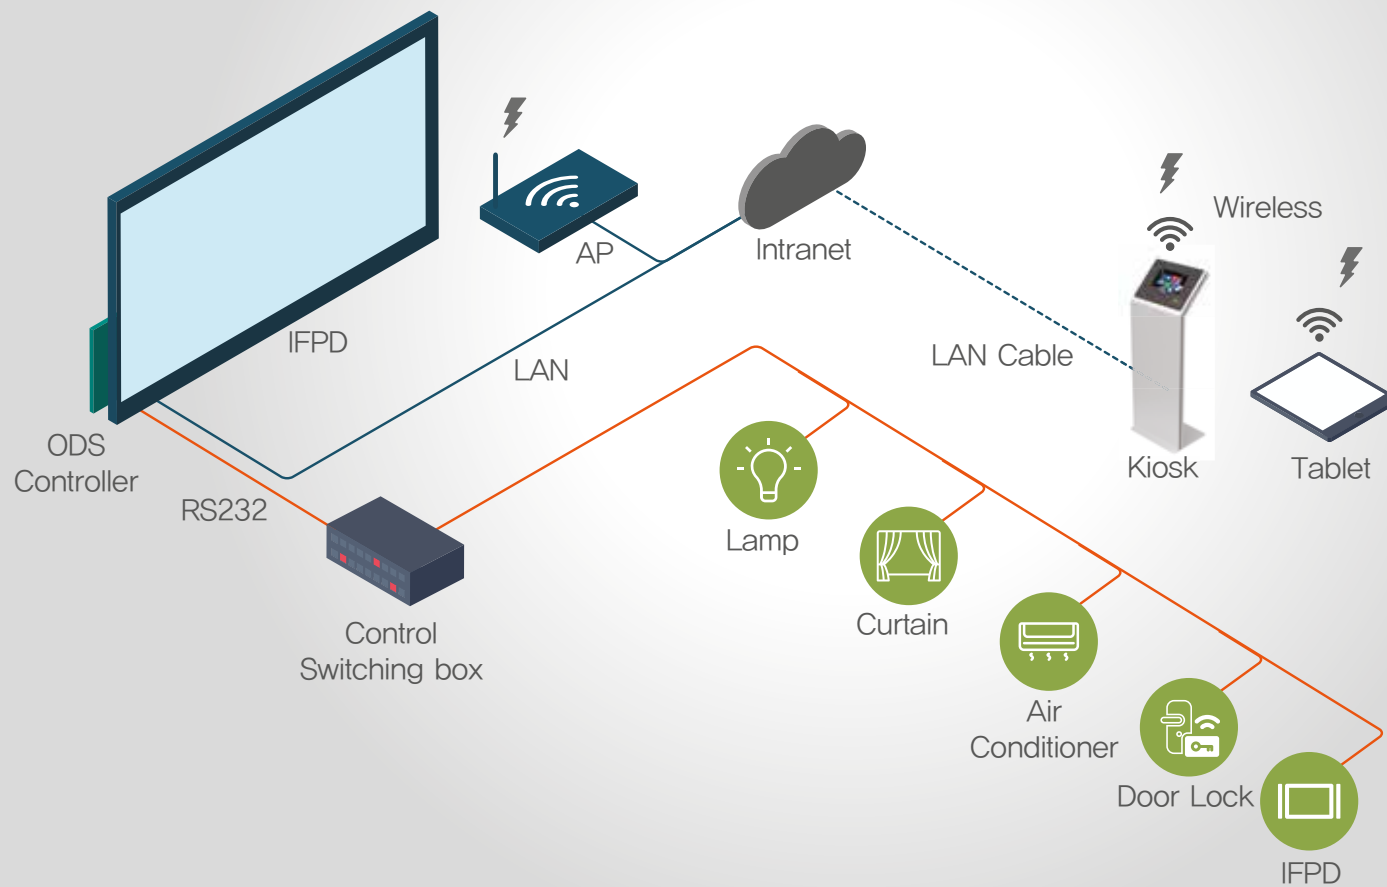 Wireless
AP
Intranet
IFPD
LAN
LAN Cable
ODS
Controller
Kiosk
Tablet
RS232
Lamp
Control
Switching box
Curtain
Air
Conditioner
Door Lock
IFPD